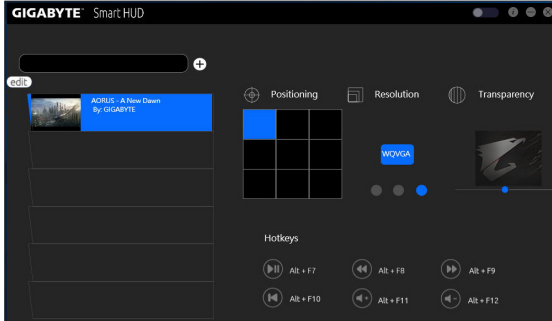 GIGABYTE™ Smart HUD
edit
AORUS - A New Dawn
By: GIGABYTE
Positioning
Resolution
Transparency
WQVGA
Hotkeys
Alt + F7
Alt + F8
Alt + F9
Alt + F10
Alt + F11
Alt + F12